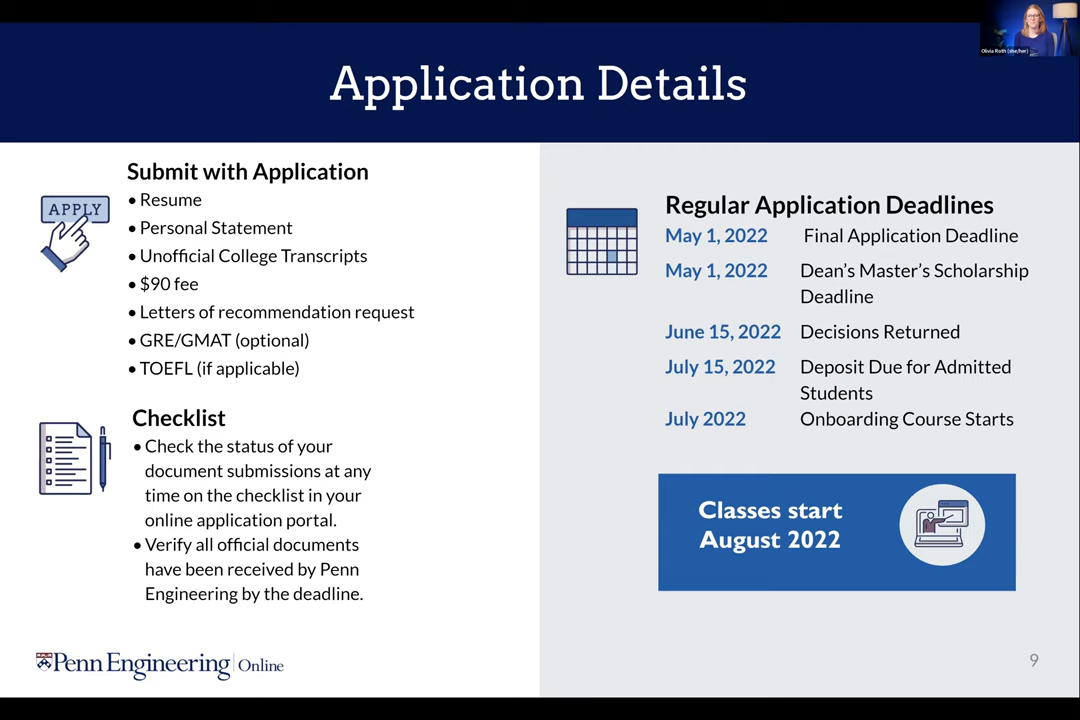 Olivia Roth (she/her)
Application Details
Submit with Application
APPLY
• Resume
• Personal Statement
• Unofficial College Transcripts
• $90 fee
• Letters of recommendation request
• GRE/GMAT (optional)
• TOEFL (if applicable)
Checklist
• Check the status of your
document submissions at any
time on the checklist in your
online application portal.
• Verify all official documents
have been received by Penn
Engineering by the deadline.
Regular Application Deadlines
May 1, 2022 Final Application Deadline
May 1, 2022 Dean's Master's Scholarship
Deadline
June 15, 2022 Decisions Returned
July 15, 2022 Deposit Due for Admitted
Students
July 2022 Onboarding Course Starts
Classes start
August 2022
Penn Engineering | Online
9